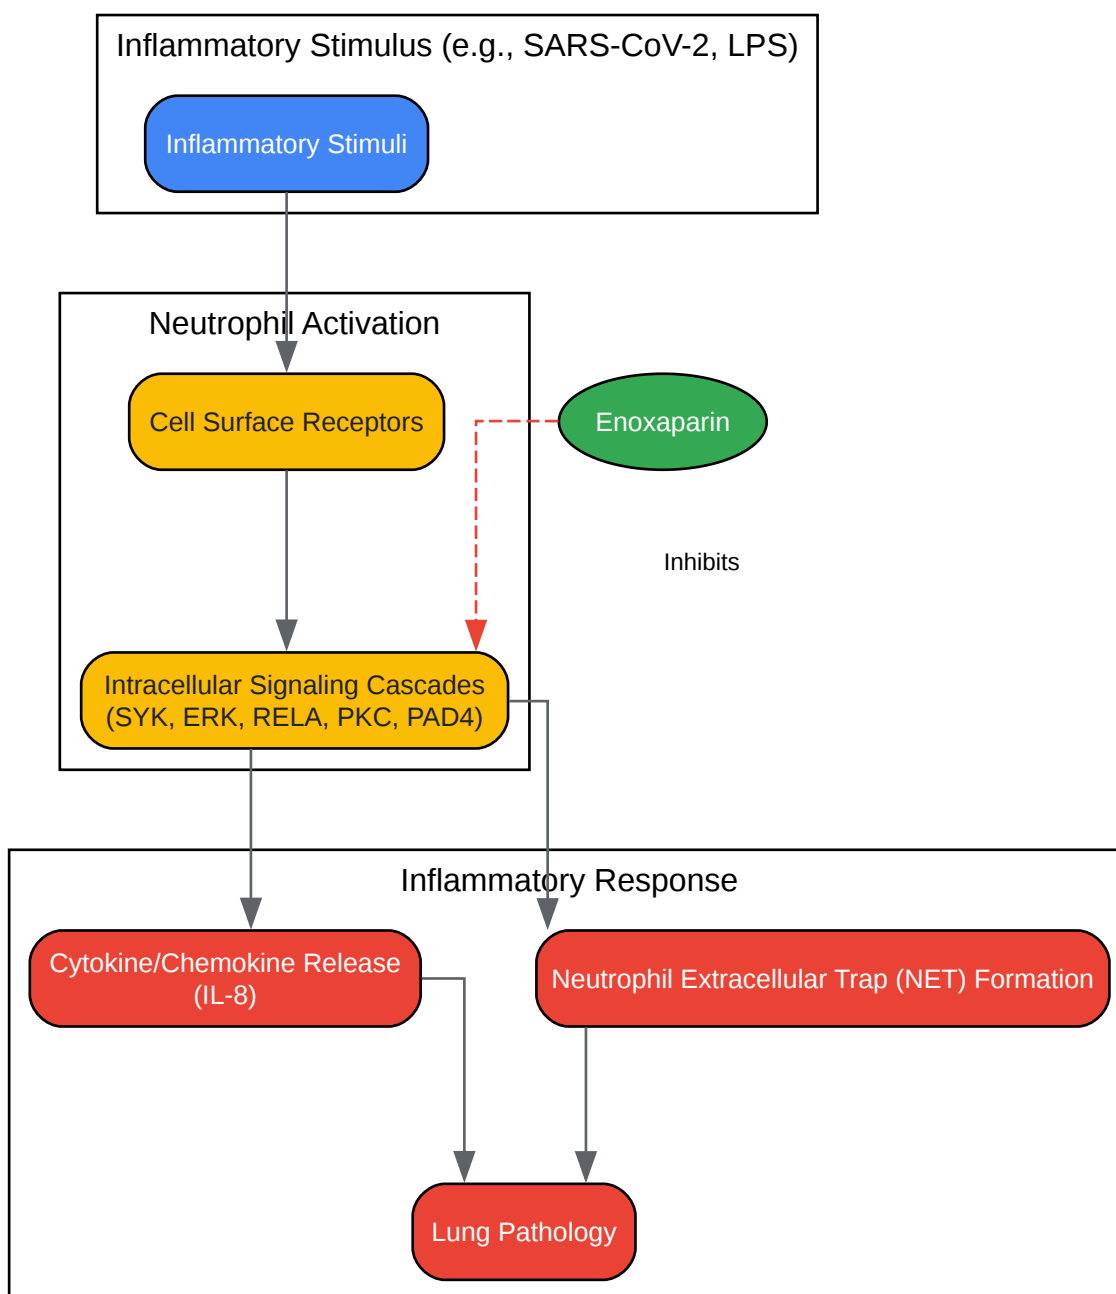 Inflammatory Stimulus (e.g., SARS-CoV-2, LPS)
Inflammatory Stimuli
Neutrophil Activation
Cell Surface Receptors
Enoxaparin
Inhibits
Intracellular Signaling Cascades
(SYK, ERK, RELA, PKC, PAD4)
Inflammatory Response
Cytokine/Chemokine Release
(IL-8)
Neutrophil Extracellular Trap (NET) Formation
Lung Pathology